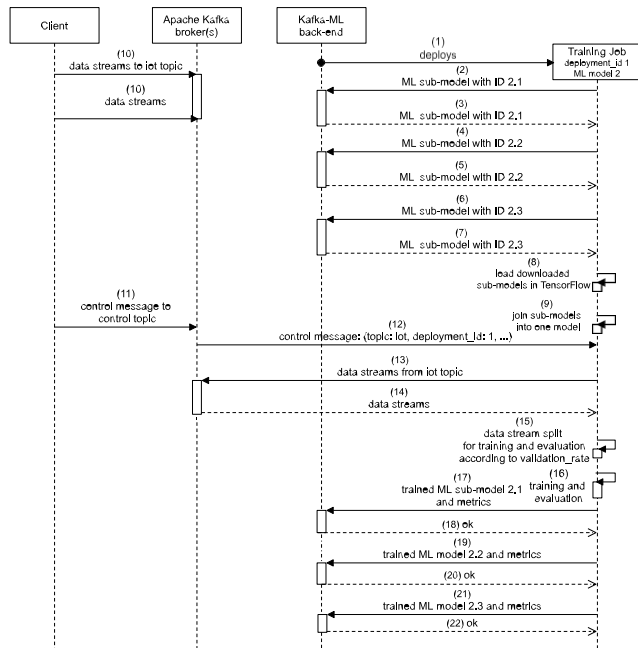 Client
Apache Kafka
broker(s)
Kafka-ML
back-end
Training Job
deployment_id 1
ML model 2
(1)
deploys
(10)
data streams to iot topic
(2)
ML sub-model with ID 2.1
(10)
data streams
(3)
ML sub-model with ID 2.1
(4)
ML sub-model with ID 2.2
(5)
ML sub-model with ID 2.2
(6)
ML sub-model with ID 2.3
(7)
ML sub-model with ID 2.3
(8)
load downloaded
sub-models in TensorFlow
(9)
join sub-models
into one model
(11)
control message to
control topic
(12)
control message: (topic: iot, deployment_id: 1, ...)
(13)
data streams from iot topic
(14)
data streams
(15)
data stream split
for training and evaluation
according to validation_rate
(16)
training and
evaluation
(17)
trained ML sub-model 2.1
and metrics
(18) ok
(19)
trained ML model 2.2 and metrics
(20) ok
(21)
trained ML model 2.3 and metrics
(22) ok